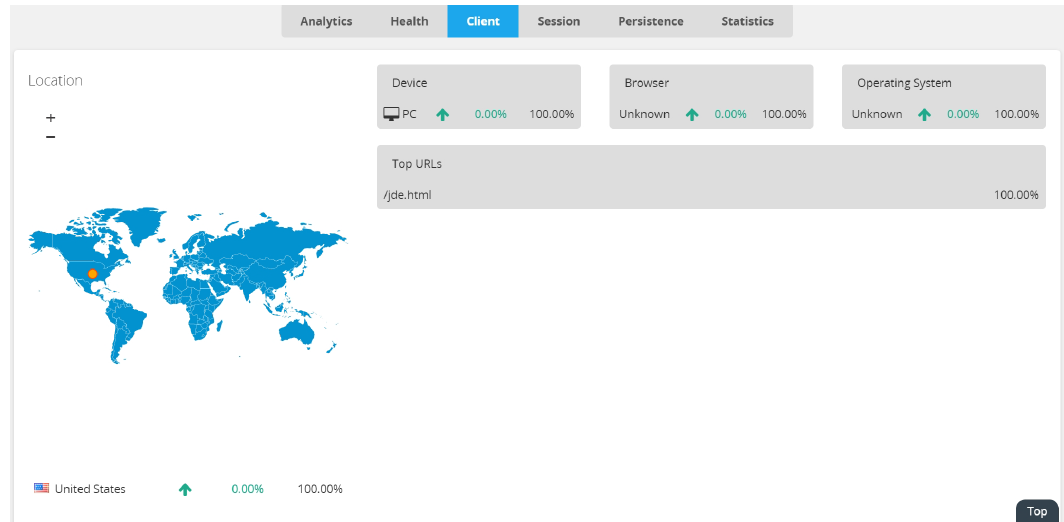 Analytics Health Client Session Persistence Statistics
Location
+
−
Device
PC 0.00% 100.00%
Browser
Unknown 0.00% 100.00%
Operating System
Unknown 0.00% 100.00%
Top URLs
/jde.html 100.00%
United States 0.00% 100.00%
Top